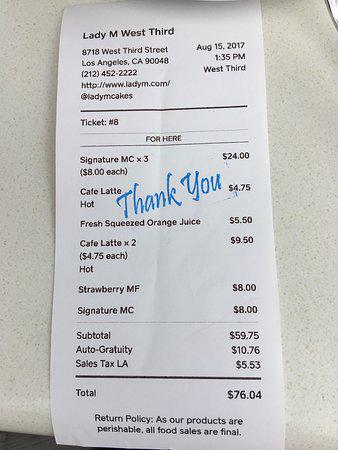 Lady M West Third
8718 West Third Street Aug 15, 2017
Los Angeles, CA 90048 1:35 PM
(212) 452-2222 West Third
http://www.ladym.com/
@ladymcakes
Ticket: #8
FOR HERE
Signature MC x 3 $24.00
($8.00 each)
Cafe Latte $4.75
Hot
Thank You
Fresh Squeezed Orange Juice $5.50
Cafe Latte x 2 $9.50
($4.75 each)
Hot
Strawberry MF $8.00
Signature MC $8.00
Subtotal $59.75
Auto-Gratuity $10.76
Sales Tax LA $5.53
Total $76.04
Return Policy: As our products are
perishable, all food sales are final.